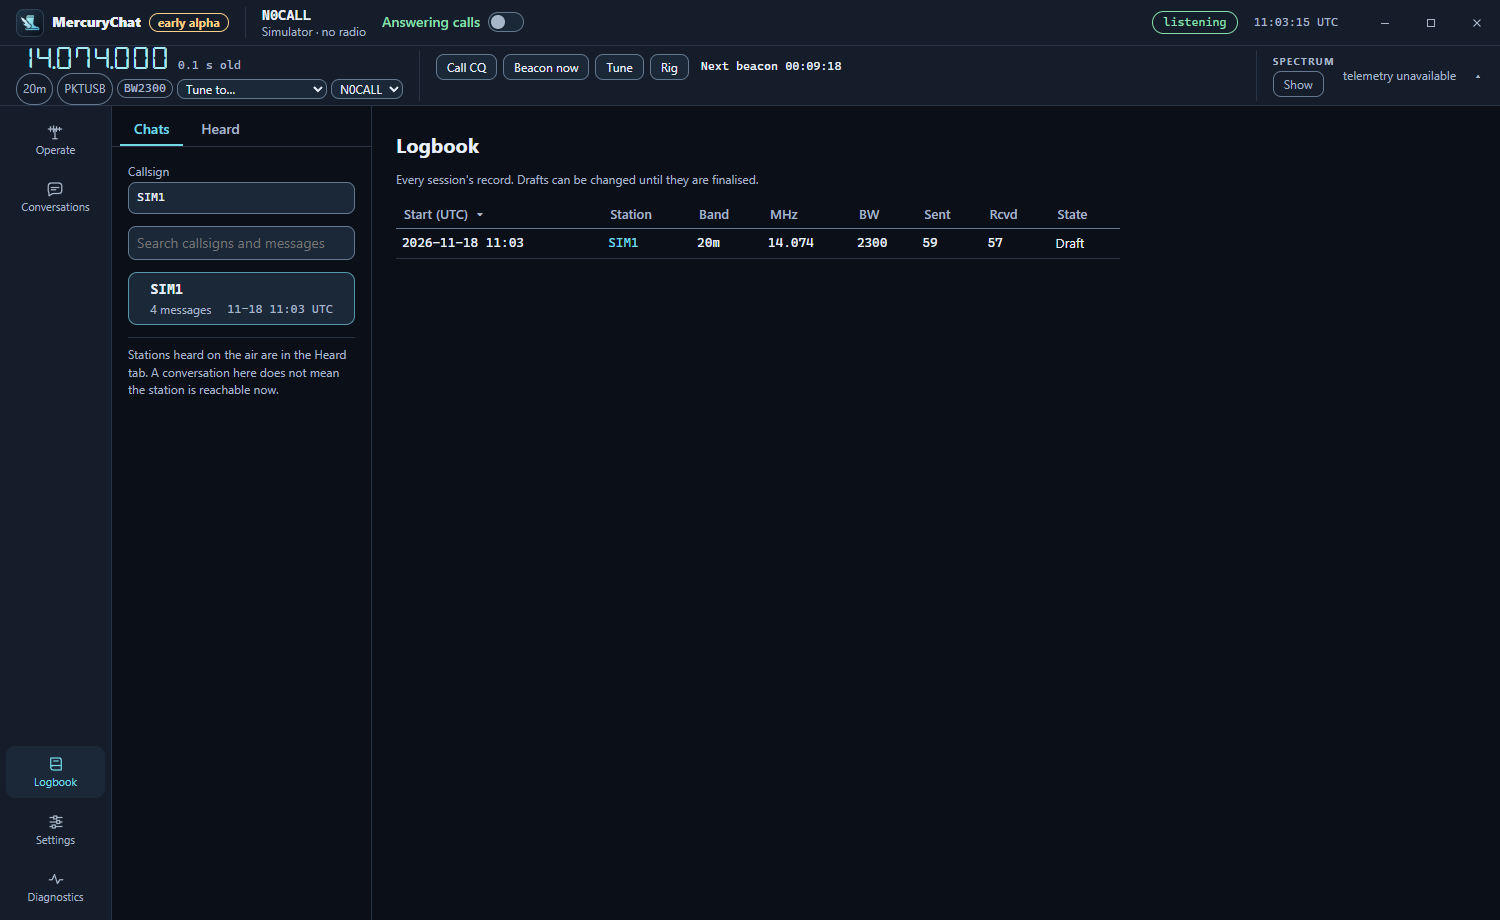 MercuryChat early alpha
N0CALL
Simulator · no radio
Answering calls
listening
11:03:15 UTC
14.074.000 0.1 s old
20m PKTUSB BW2300 Tune to... N0CALL
Call CQ Beacon now Tune Rig Next beacon 00:09:18
SPECTRUM
Show
telemetry unavailable
Operate
Conversations
Logbook
Settings
Diagnostics
Chats Heard
Callsign
SIM1
Search callsigns and messages
SIM1
4 messages 11-18 11:03 UTC
Stations heard on the air are in the Heard
tab. A conversation here does not mean
the station is reachable now.
Logbook
Every session's record. Drafts can be changed until they are finalised.
Start (UTC) Station Band MHz BW Sent Rcvd State
2026-11-18 11:03 SIM1 20m 14.074 2300 59 57 Draft